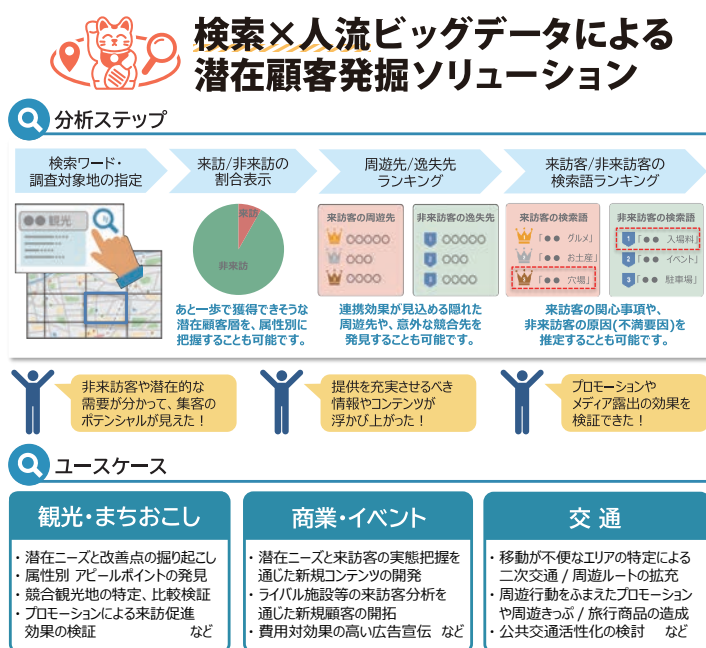 検索×人流ビッグデータによる
潜在顧客発掘ソリューション
分析ステップ
検索ワード・
調査対象地の指定
●● 観光
来訪/非来訪の
割合表示
来訪
非来訪
あと一歩で獲得できそうな
潜在顧客層を、属性別に
把握することも可能です。
周遊先/逸失先
ランキング
来訪客の周遊先
○○○○○
○○○
○○○○
非来訪客の逸失先
1 ○○○○○
2 ○○○
3 ○○○○
連携効果が見込める隠れた
周遊先や、意外な競合先を
発見することも可能です。
来訪客/非来訪客の
検索語ランキング
来訪客の検索語
「●● グルメ」
「●● お土産」
「●● 穴場」
非来訪客の検索語
1 「●● 入場料」
2 「●● イベント」
3 「●● 駐車場」
来訪客の関心事項や、
非来訪客の原因(不満要因)を
推定することも可能です。
非来訪客や潜在的な
需要が分かって、集客の
ポテンシャルが見えた！
提供を充実させるべき
情報やコンテンツが
浮かび上がった！
プロモーションや
メディア露出の効果を
検証できた！
ユースケース
観光・まちおこし
・潜在ニーズと改善点の掘り起こし
・属性別 アピールポイントの発見
・競合観光地の特定、比較検証
・プロモーションによる来訪促進
効果の検証 など
商業・イベント
・潜在ニーズと来訪客の実態把握を
通じた新規コンテンツの開発
・ライバル施設等の来訪客分析を
通じた新規顧客の開拓
・費用対効果の高い広告宣伝 など
交通
・移動が不便なエリアの特定による
二次交通 / 周遊ルートの拡充
・周遊行動をふまえたプロモーション
や周遊きっぷ / 旅行商品の造成
・公共交通活性化の検討 など